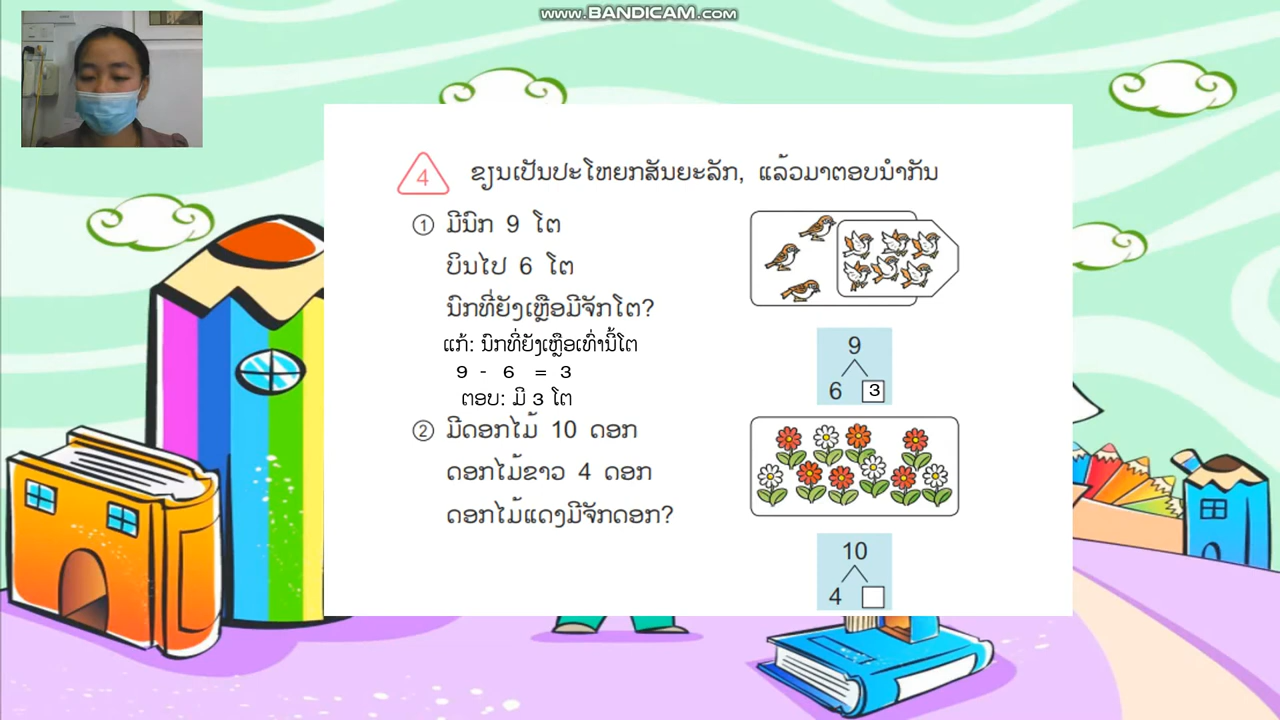 www.BANDICAM.com
4 ຂຽນເປັນປະໂຫຍກສັນຍະລັກ, ແລ້ວມາຕອບນຳກັນ
① ມີນົກ 9 ໂຕ
ບິນໄປ 6 ໂຕ
ນົກທີ່ຍັງເຫຼືອມີຈັກໂຕ?
ແກ້: ນົກທີ່ຍັງເຫຼືອເທົ່ານີ້ໂຕ
9 - 6 = 3
ຕອບ: ມີ 3 ໂຕ
9
6 3
② ມີດອກໄມ້ 10 ດອກ
ດອກໄມ້ຂາວ 4 ດອກ
ດອກໄມ້ແດງມີຈັກດອກ?
10
4